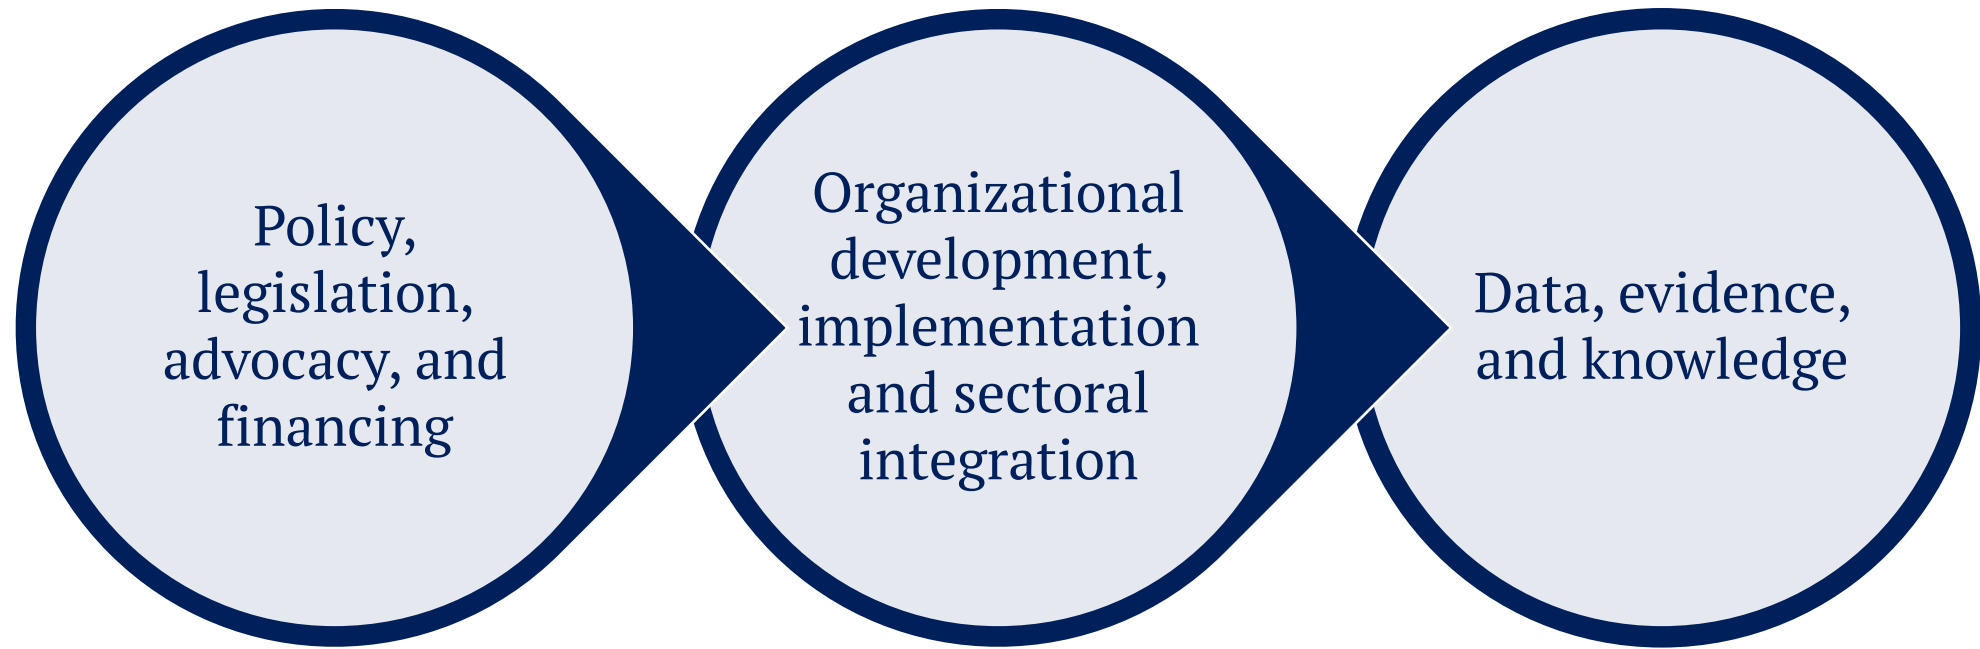 Policy,
legislation,
advocacy, and
financing
Organizational
development,
implementation
and sectoral
integration
Data, evidence,
and knowledge